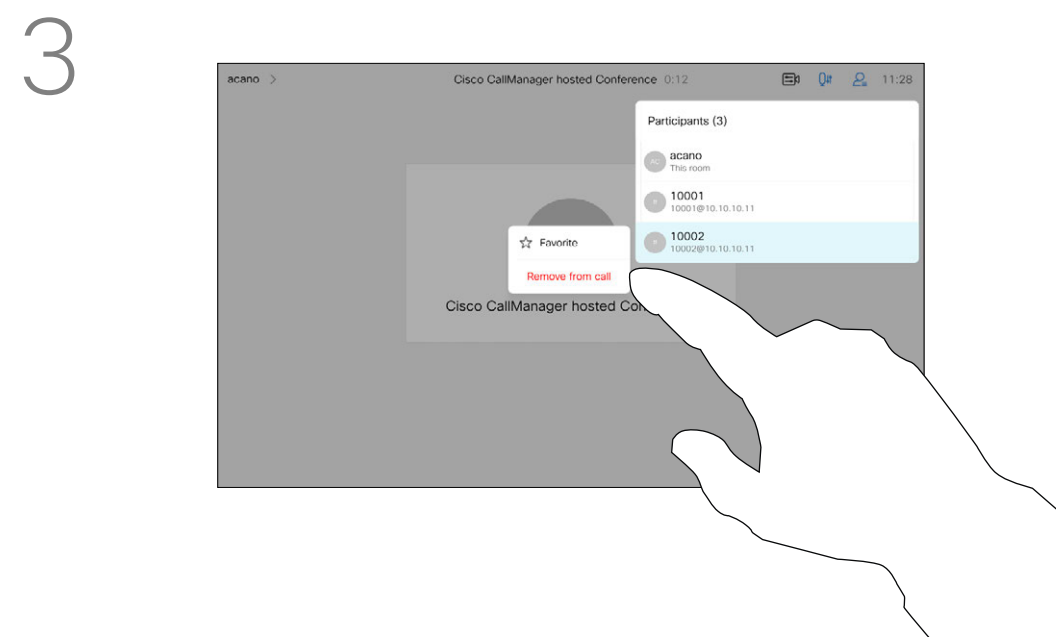 3
acano
Cisco CallManager hosted Conference 0:12
11:28
Participants (3)
AC
acano
This room
10001
10001@10.10.10.11
10002
10002@10.10.10.11
Favorite
Remove from call
Cisco CallManager hosted Con